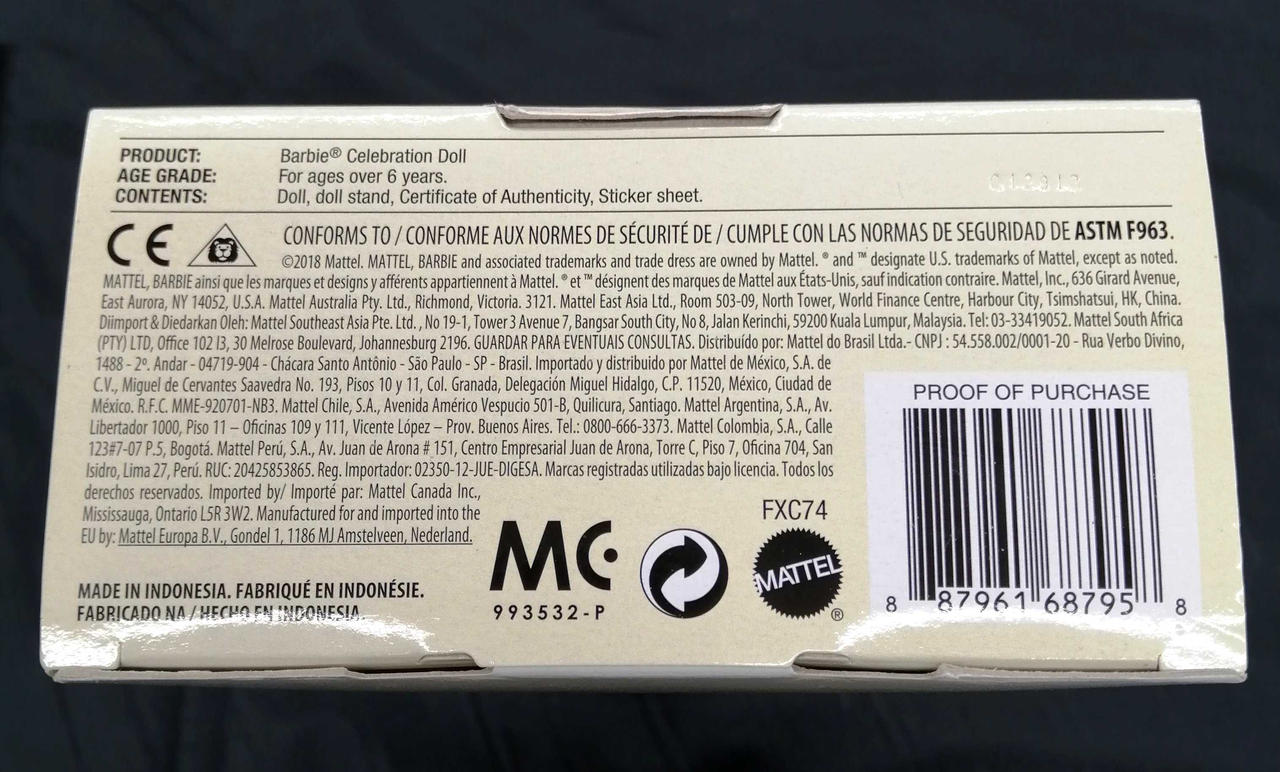 PRODUCT: Barbie® Celebration Doll
AGE GRADE: For ages over 6 years.
CONTENTS: Doll, doll stand, Certificate of Authenticity, Sticker sheet.
CE
CONFORMS TO / CONFORME AUX NORMES DE SÉCURITÉ DE / CUMPLE CON LAS NORMAS DE SEGURIDAD DE ASTM F963.
©2018 Mattel. MATTEL, BARBIE and associated trademarks and trade dress are owned by Mattel. ® and ™ designate U.S. trademarks of Mattel, except as noted.
MATTEL, BARBIE ainsi que les marques et designs y afférents appartiennent à Mattel. ® et ™ désignent des marques de Mattel aux États-Unis, sauf indication contraire. Mattel, Inc., 636 Girard Avenue,
East Aurora, NY 14052, U.S.A. Mattel Australia Pty. Ltd., Richmond, Victoria. 3121. Mattel East Asia Ltd., Room 503-09, North Tower, World Finance Centre, Harbour City, Tsimshatsui, HK, China.
Diimport & Diedarkan Oleh: Mattel Southeast Asia Pte. Ltd. , No 19-1, Tower 3 Avenue 7, Bangsar South City, No 8, Jalan Kerinchi, 59200 Kuala Lumpur, Malaysia. Tel: 03-33419052. Mattel South Africa
(PTY) LTD, Office 102 I3, 30 Melrose Boulevard, Johannesburg 2196. GUARDAR PARA EVENTUAIS CONSULTAS. Distribuído por: Mattel do Brasil Ltda.- CNPJ : 54.558.002/0001-20 - Rua Verbo Divino,
1488 - 2º. Andar - 04719-904 - Chácara Santo Antônio - São Paulo - SP - Brasil. Importado y distribuido por Mattel de México, S.A. de
C.V., Miguel de Cervantes Saavedra No. 193, Pisos 10 y 11, Col. Granada, Delegación Miguel Hidalgo, C.P. 11520, México, Ciudad de
México. R.F.C. MME-920701-NB3. Mattel Chile, S.A., Avenida Américo Vespucio 501-B, Quilicura, Santiago. Mattel Argentina, S.A., Av.
Libertador 1000, Piso 11 – Oficinas 109 y 111, Vicente López – Prov. Buenos Aires. Tel.: 0800-666-3373. Mattel Colombia, S.A., Calle
123#7-07 P.5, Bogotá. Mattel Perú, S.A., Av. Juan de Arona # 151, Centro Empresarial Juan de Arona, Torre C, Piso 7, Oficina 704, San
Isidro, Lima 27, Perú. RUC: 20425853865. Reg. Importador: 02350-12-JUE-DIGESA. Marcas registradas utilizadas bajo licencia. Todos los
derechos reservados. Imported by/ Importé par: Mattel Canada Inc.,
Mississauga, Ontario L5R 3W2. Manufactured for and imported into the
EU by: Mattel Europa B.V., Gondel 1, 1186 MJ Amstelveen, Nederland.
MADE IN INDONESIA. FABRIQUÉ EN INDONÉSIE.
FABRICADO NA / HECHO EN INDONESIA.
MC
993532-P
FXC74
MATTEL®
PROOF OF PURCHASE
8 87961 68795 8